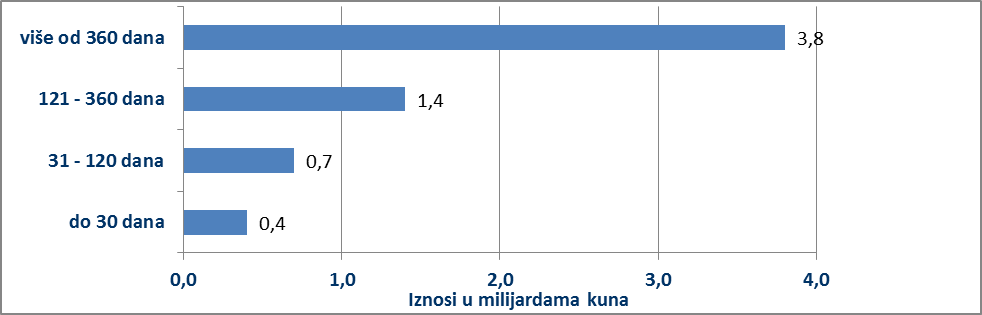 više od 360 dana
3,8
121 - 360 dana
1,4
31 - 120 dana
0,7
do 30 dana
0,4
0,0 1,0 2,0 3,0 4,0
Iznosi u milijardama kuna